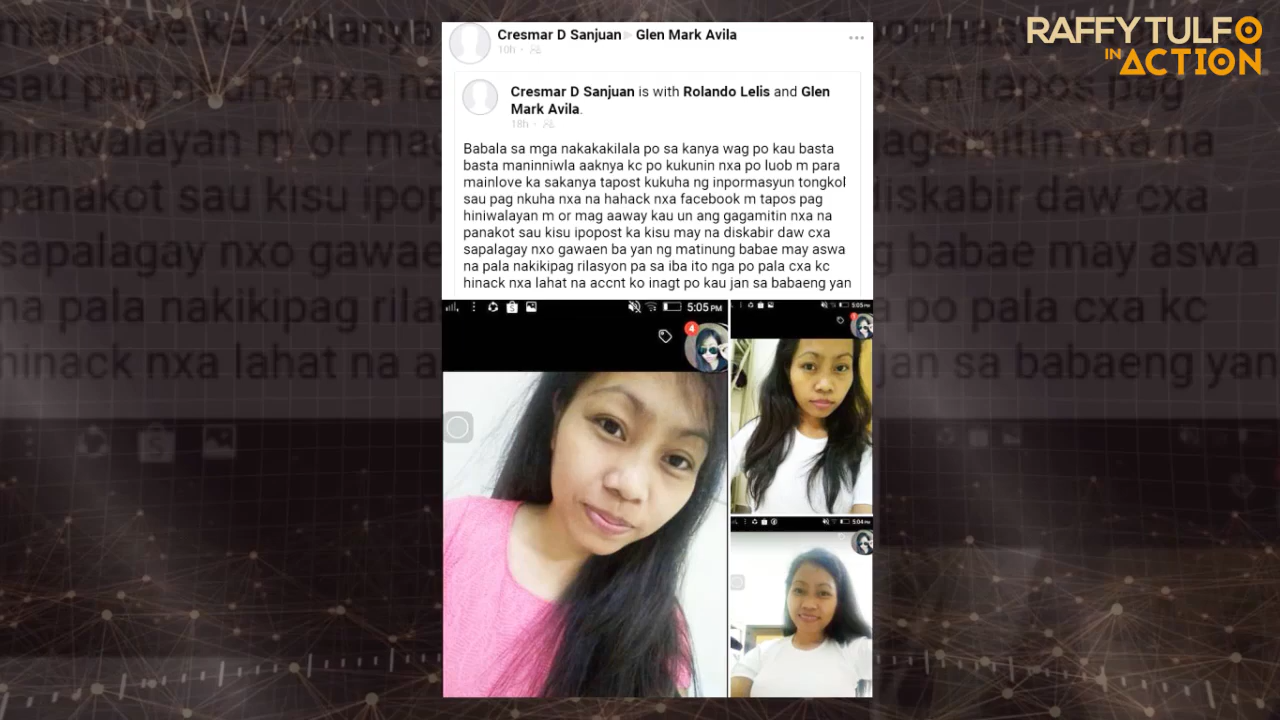 RAFFY TULFO
IN ACTION
Cresmar D Sanjuan ▸ Glen Mark Avila
10h ·
Cresmar D Sanjuan is with Rolando Lelis and Glen
Mark Avila.
18h ·
Babala sa mga nakakakilala po sa kanya wag po kau basta
basta maninniwla aaknya kc po kukunin nxa po luob m para
mainlove ka sakanya tapost kukuha ng inpormasyun tongkol
sau pag nkuha nxa na hahack nxa facebook m tapos pag
hiniwalayan m or mag aaway kau un ang gagamitin nxa na
panakot sau kisu ipopost ka kisu may na diskabir daw cxa
sapalagay nxo gawaen ba yan ng matinung babae may aswa
na pala nakikipag rilasyon pa sa iba ito nga po pala cxa kc
hinack nxa lahat na accnt ko inagt po kau jan sa babaeng yan
5:05 PM
4
5:05 PM
5:04 PM